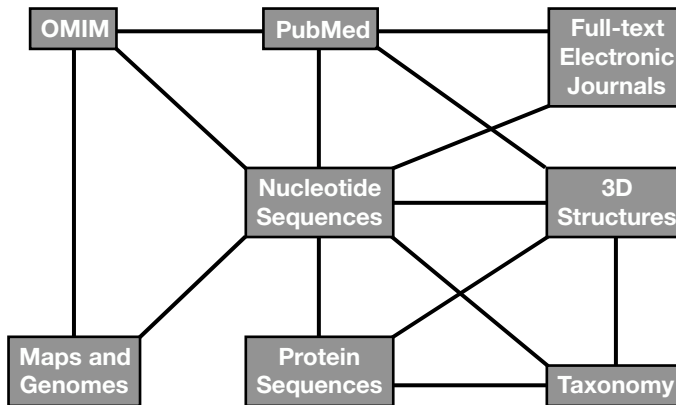 OMIM
PubMed
Full-text
Electronic
Journals
Nucleotide
Sequences
3D
Structures
Maps and
Genomes
Protein
Sequences
Taxonomy